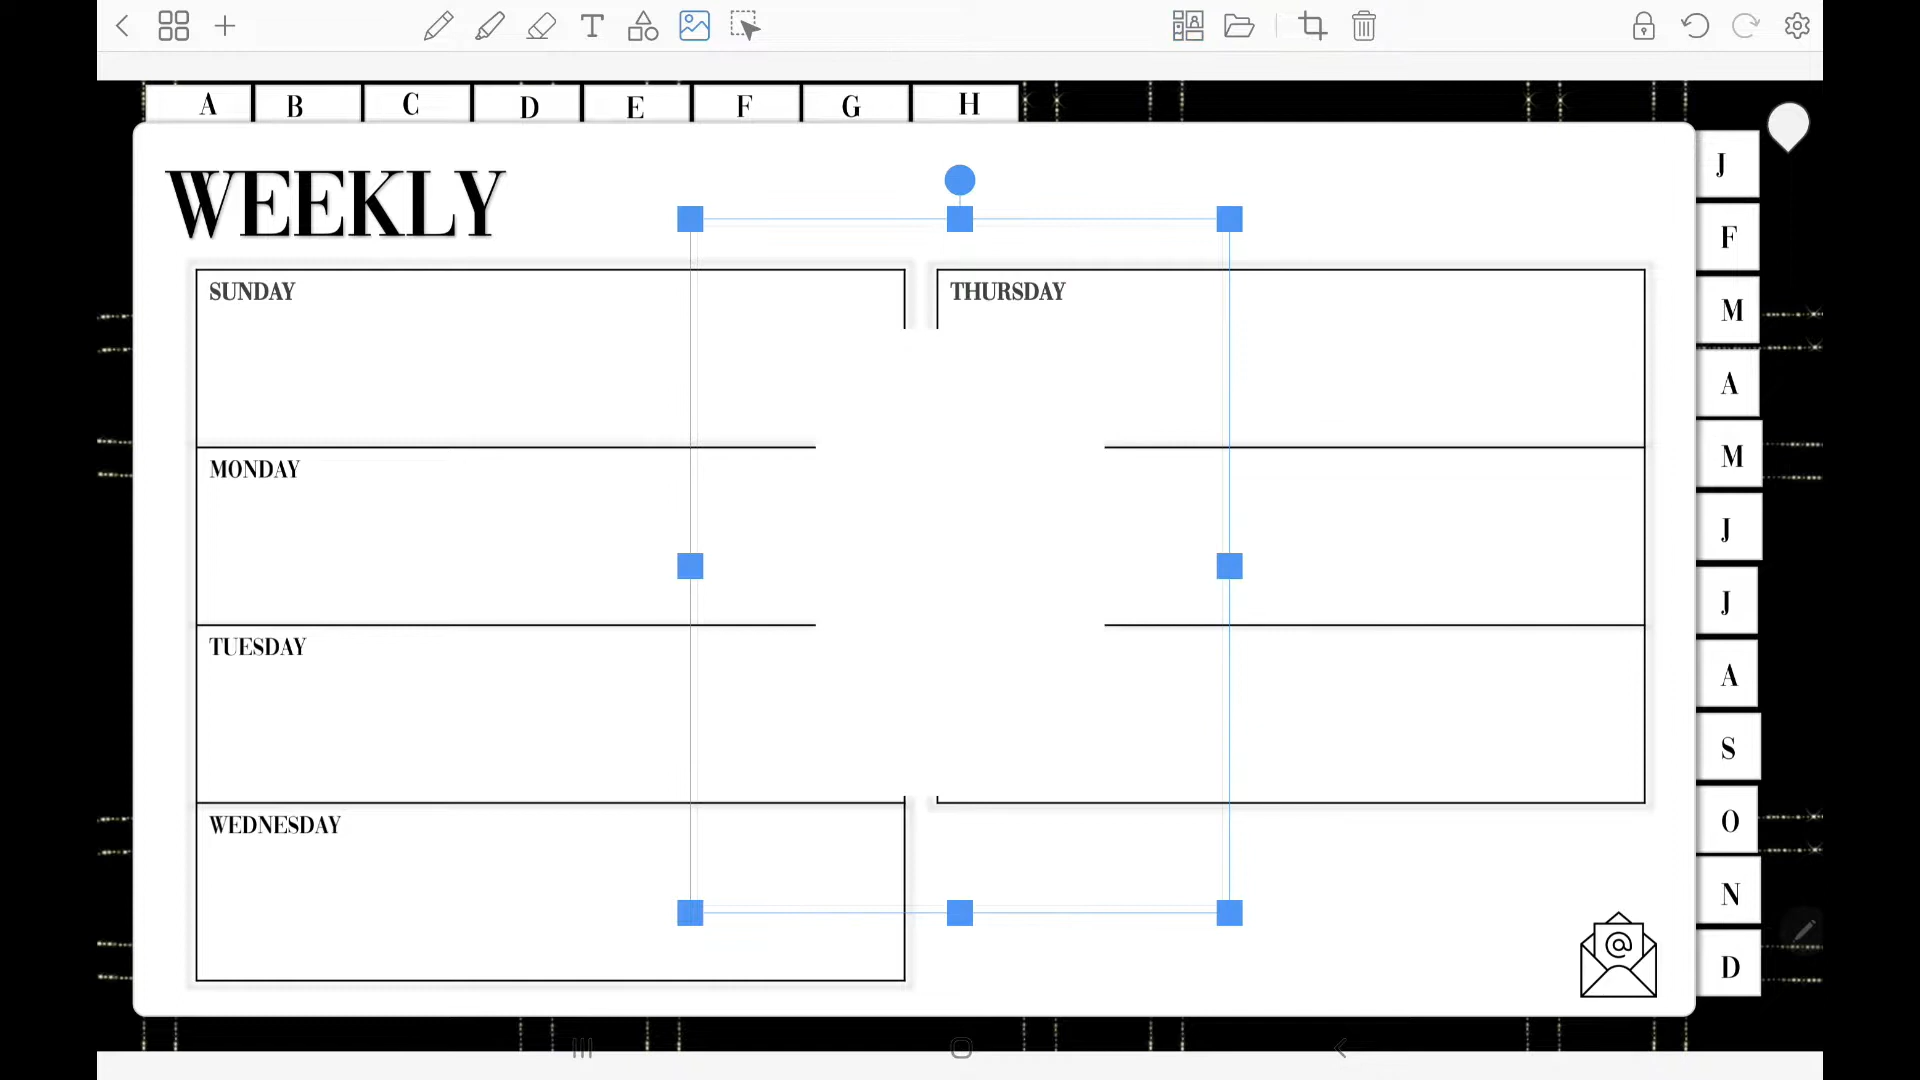 T
A B C D E F G H
WEEKLY
J
F
M
A
M
J
J
A
S
O
N
D
SUNDAY
THURSDAY
MONDAY
TUESDAY
WEDNESDAY
@